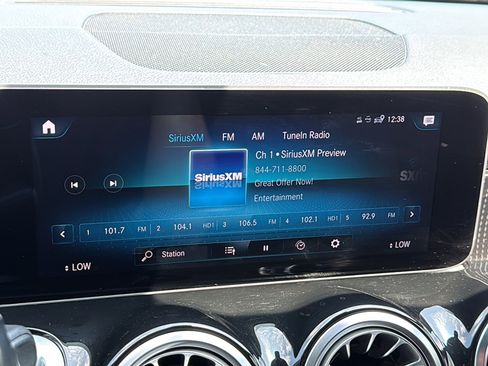 12:38
SiriusXM FM AM TuneIn Radio
SiriusXM
Ch 1 • SiriusXM Preview
844-711-8800
Great Offer Now!
Entertainment
SX
1 101.7 FM 2 104.1 HD1 3 106.5 FM 4 102.1 HD1 5 92.9 FM
Station
LOW
LOW